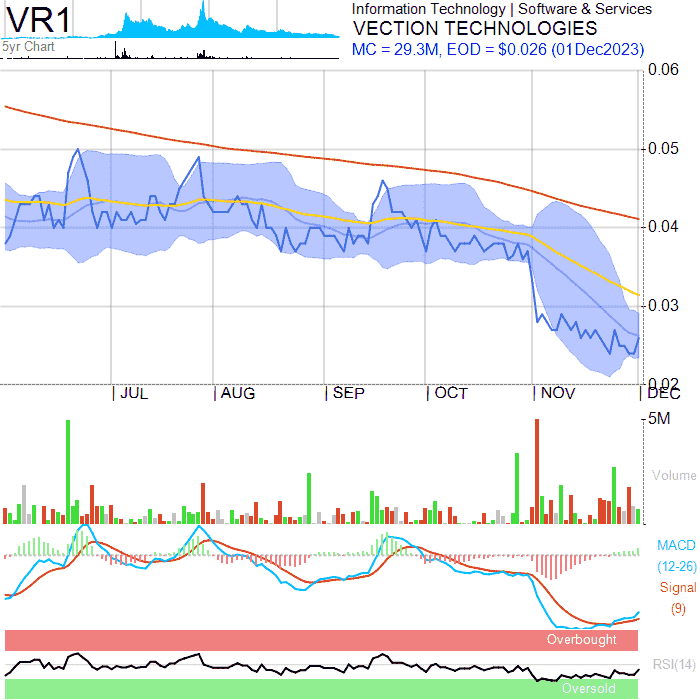 VR1
5yr Chart
Information Technology | Software & Services
VECTION TECHNOLOGIES
MC = 29.3M, EOD = $0.026 (01Dec2023)
0.06
0.05
0.04
0.03
0.02
| JUL | AUG | SEP | OCT | NOV | DEC
5M
Volume
MACD
(12-26)
Signal
(9)
Overbought
RSI(14)
Oversold